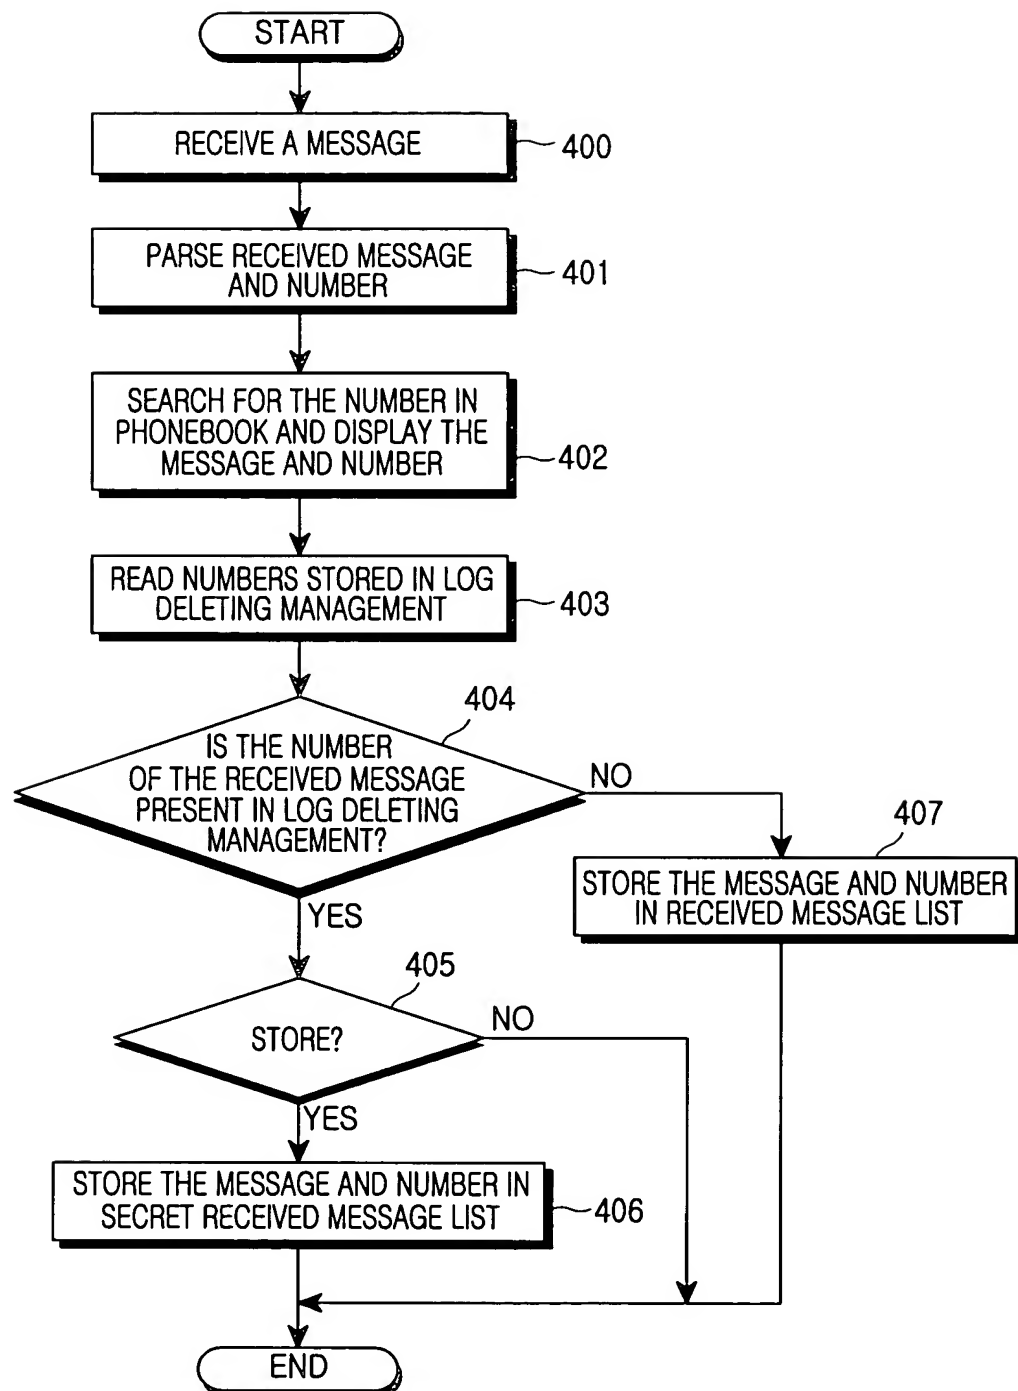 START
RECEIVE A MESSAGE
400
PARSE RECEIVED MESSAGE
AND NUMBER
401
SEARCH FOR THE NUMBER IN
PHONEBOOK AND DISPLAY THE
MESSAGE AND NUMBER
402
READ NUMBERS STORED IN LOG
DELETING MANAGEMENT
403
404
IS THE NUMBER
OF THE RECEIVED MESSAGE
PRESENT IN LOG DELETING
MANAGEMENT?
NO
407
STORE THE MESSAGE AND NUMBER
IN RECEIVED MESSAGE LIST
YES
405
STORE?
NO
YES
STORE THE MESSAGE AND NUMBER IN
SECRET RECEIVED MESSAGE LIST
406
END